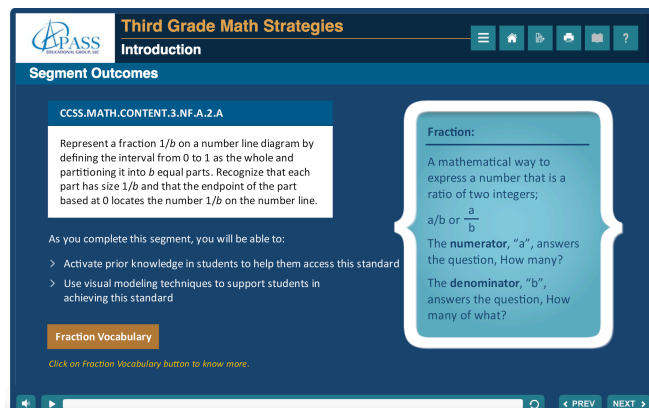 APASS
EDUCATIONAL GROUP, LLC
Third Grade Math Strategies
Introduction
?
Segment Outcomes
CCSS.MATH.CONTENT.3.NF.A.2.A
Represent a fraction 1/b on a number line diagram by
defining the interval from 0 to 1 as the whole and
partitioning it into b equal parts. Recognize that each
part has size 1/b and that the endpoint of the part
based at 0 locates the number 1/b on the number line.
As you complete this segment, you will be able to:
> Activate prior knowledge in students to help them access this standard
> Use visual modeling techniques to support students in
achieving this standard
Fraction Vocabulary
Click on Fraction Vocabulary button to know more.
Fraction:
A mathematical way to
express a number that is a
ratio of two integers;
a/b or a/b
The numerator, “a”, answers
the question, How many?
The denominator, “b”,
answers the question, How
many of what?
< PREV
NEXT >